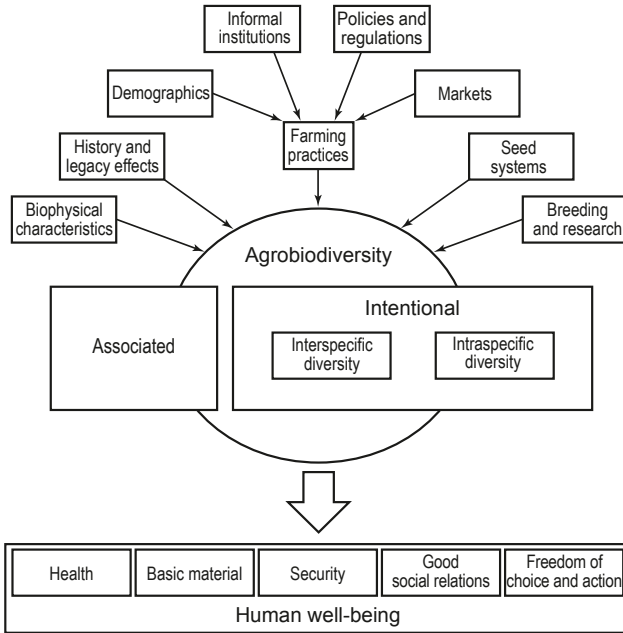 Informal
institutions
Policies and
regulations
Demographics
Markets
Farming
practices
History and
legacy effects
Seed
systems
Biophysical
characteristics
Breeding
and research
Agrobiodiversity
Associated
Intentional
Interspecific
diversity
Intraspecific
diversity
Health
Basic material
Security
Good
social relations
Freedom of
choice and action
Human well-being